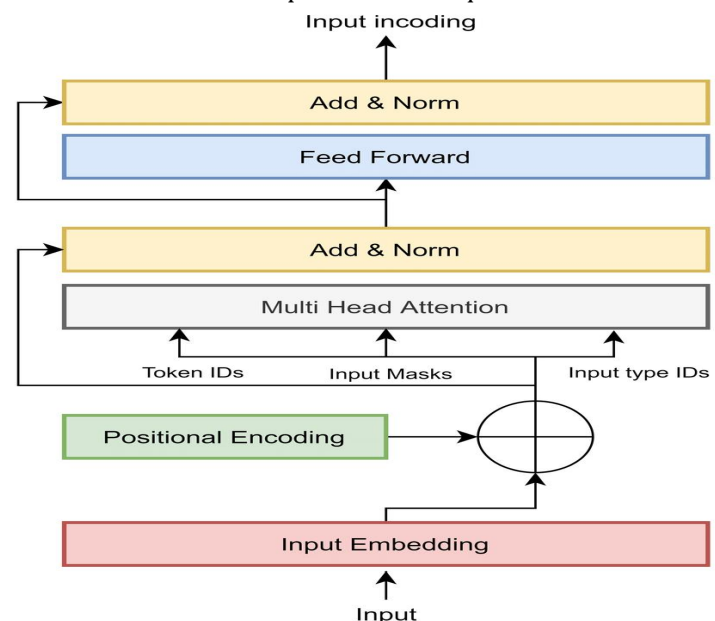 Input incoding
Add & Norm
Feed Forward
Add & Norm
Multi Head Attention
Token IDs
Input Masks
Input type IDs
Positional Encoding
Input Embedding
Input